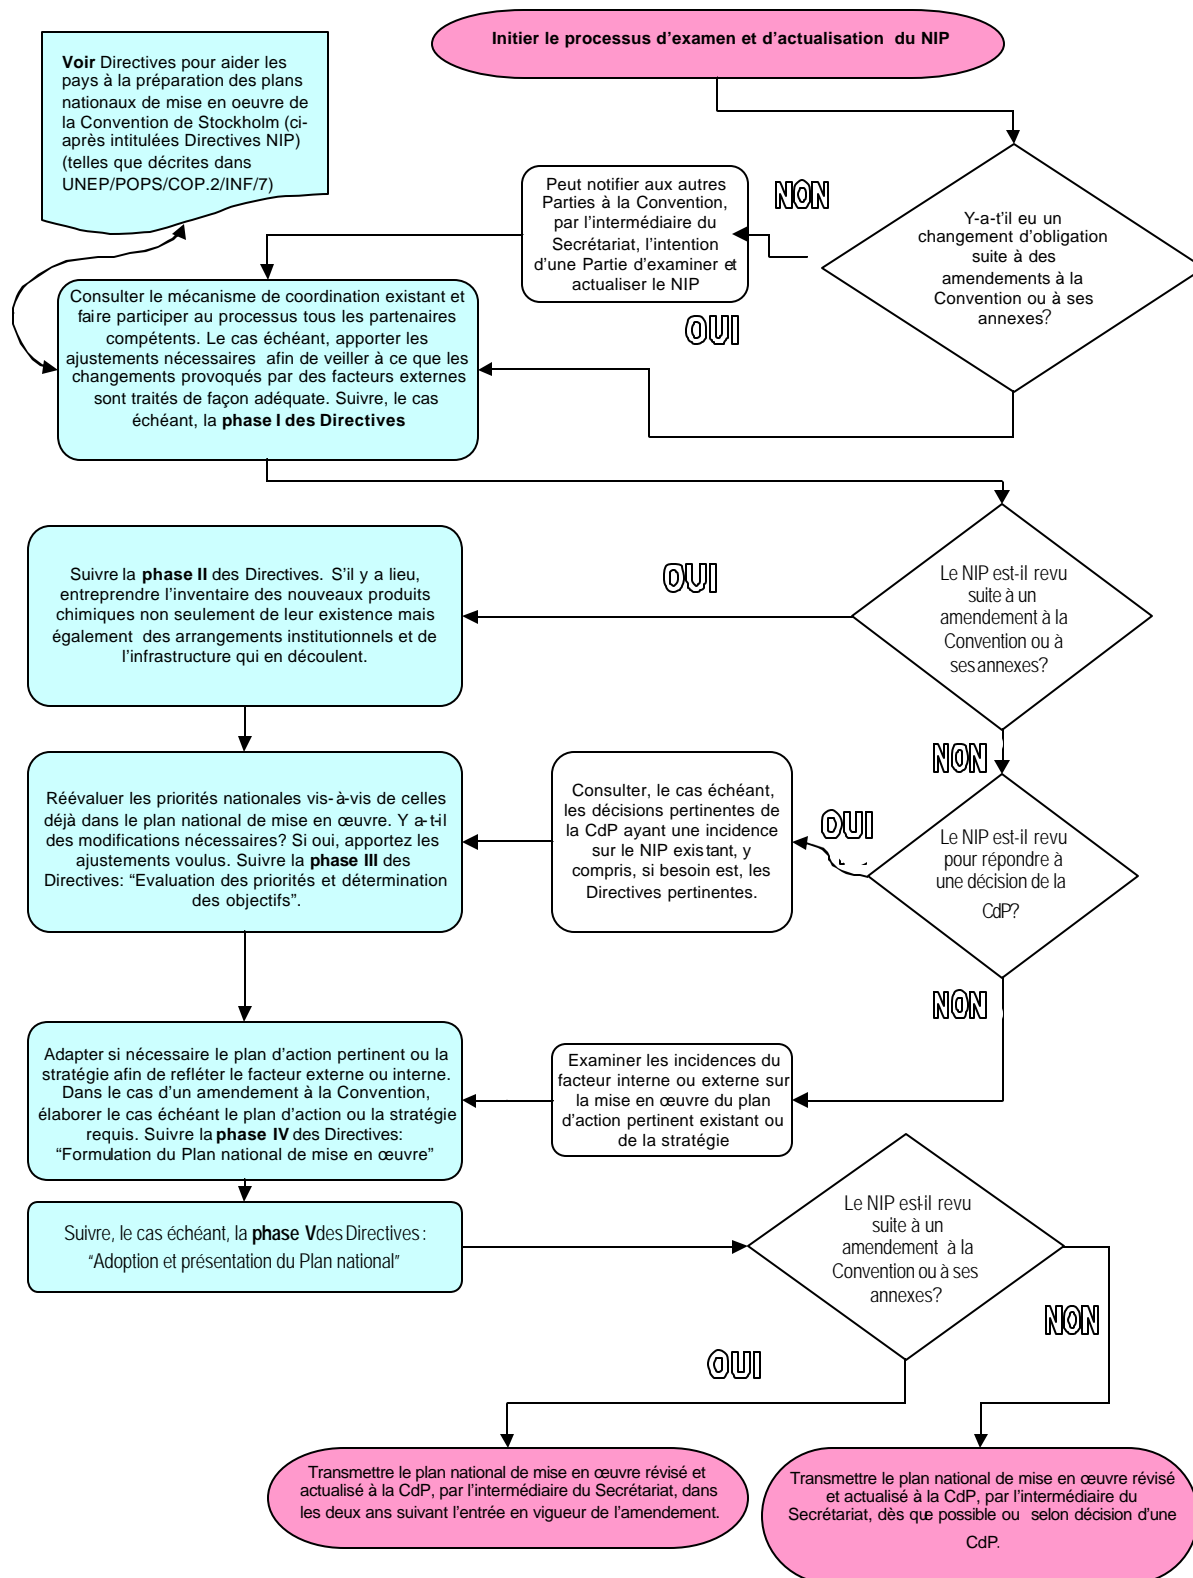 Initier le processus d’examen et d’actualisation du NIP
Voir Directives pour aider les
pays à la préparation des plans
nationaux de mise en oeuvre de
la Convention de Stockholm (ci-
après intitulées Directives NIP)
(telles que décrites dans
UNEP/POPS/COP.2/INF/7)
Peut notifier aux autres
Parties à la Convention,
par l’intermédiaire du
Secrétariat, l’intention
d’une Partie d’examiner et
actualiser le NIP
NON
Y-a-t’il eu un
changement d’obligation
suite à des
amendements à la
Convention ou à ses
annexes?
OUI
Consulter le mécanisme de coordination existant et
faire participer au processus tous les partenaires
compétents. Le cas échéant, apporter les
ajustements nécessaires afin de veiller à ce que les
changements provoqués par des facteurs externes
sont traités de façon adéquate. Suivre, le cas
échéant, la phase I des Directives
Le NIP est-il revu
suite à un
amendement à la
Convention ou à
ses annexes?
OUI
Suivre la phase II des Directives. S’il y a lieu,
entreprendre l’inventaire des nouveaux produits
chimiques non seulement de leur existence mais
également des arrangements institutionnels et de
l’infrastructure qui en découlent.
NON
Le NIP est-il revu
pour répondre à
une décision de la
CdP?
OUI
Consulter, le cas échéant,
les décisions pertinentes de
la CdP ayant une incidence
sur le NIP existant, y
compris, si besoin est, les
Directives pertinentes.
Réévaluer les priorités nationales vis-à-vis de celles
déjà dans le plan national de mise en œuvre. Y a-t-il
des modifications nécessaires? Si oui, apportez les
ajustements voulus. Suivre la phase III des
Directives: “Evaluation des priorités et détermination
des objectifs”.
NON
Examiner les incidences du
facteur interne ou externe sur
la mise en œuvre du plan
d’action pertinent existant ou
de la stratégie
Adapter si nécessaire le plan d’action pertinent ou la
stratégie afin de refléter le facteur externe ou interne.
Dans le cas d’un amendement à la Convention,
élaborer le cas échéant le plan d’action ou la stratégie
requis. Suivre la phase IV des Directives:
“Formulation du Plan national de mise en œuvre”
Suivre, le cas échéant, la phase V des Directives :
“Adoption et présentation du Plan national”
Le NIP est-il revu
suite à un
amendement à la
Convention ou à ses
annexes?
NON
OUI
Transmettre le plan national de mise en œuvre révisé et
actualisé à la CdP, par l’intermédiaire du Secrétariat, dans
les deux ans suivant l’entrée en vigueur de l’amendement.
Transmettre le plan national de mise en œuvre révisé
et actualisé à la CdP, par l’intermédiaire du
Secrétariat, dès que possible ou selon décision d’une
CdP.